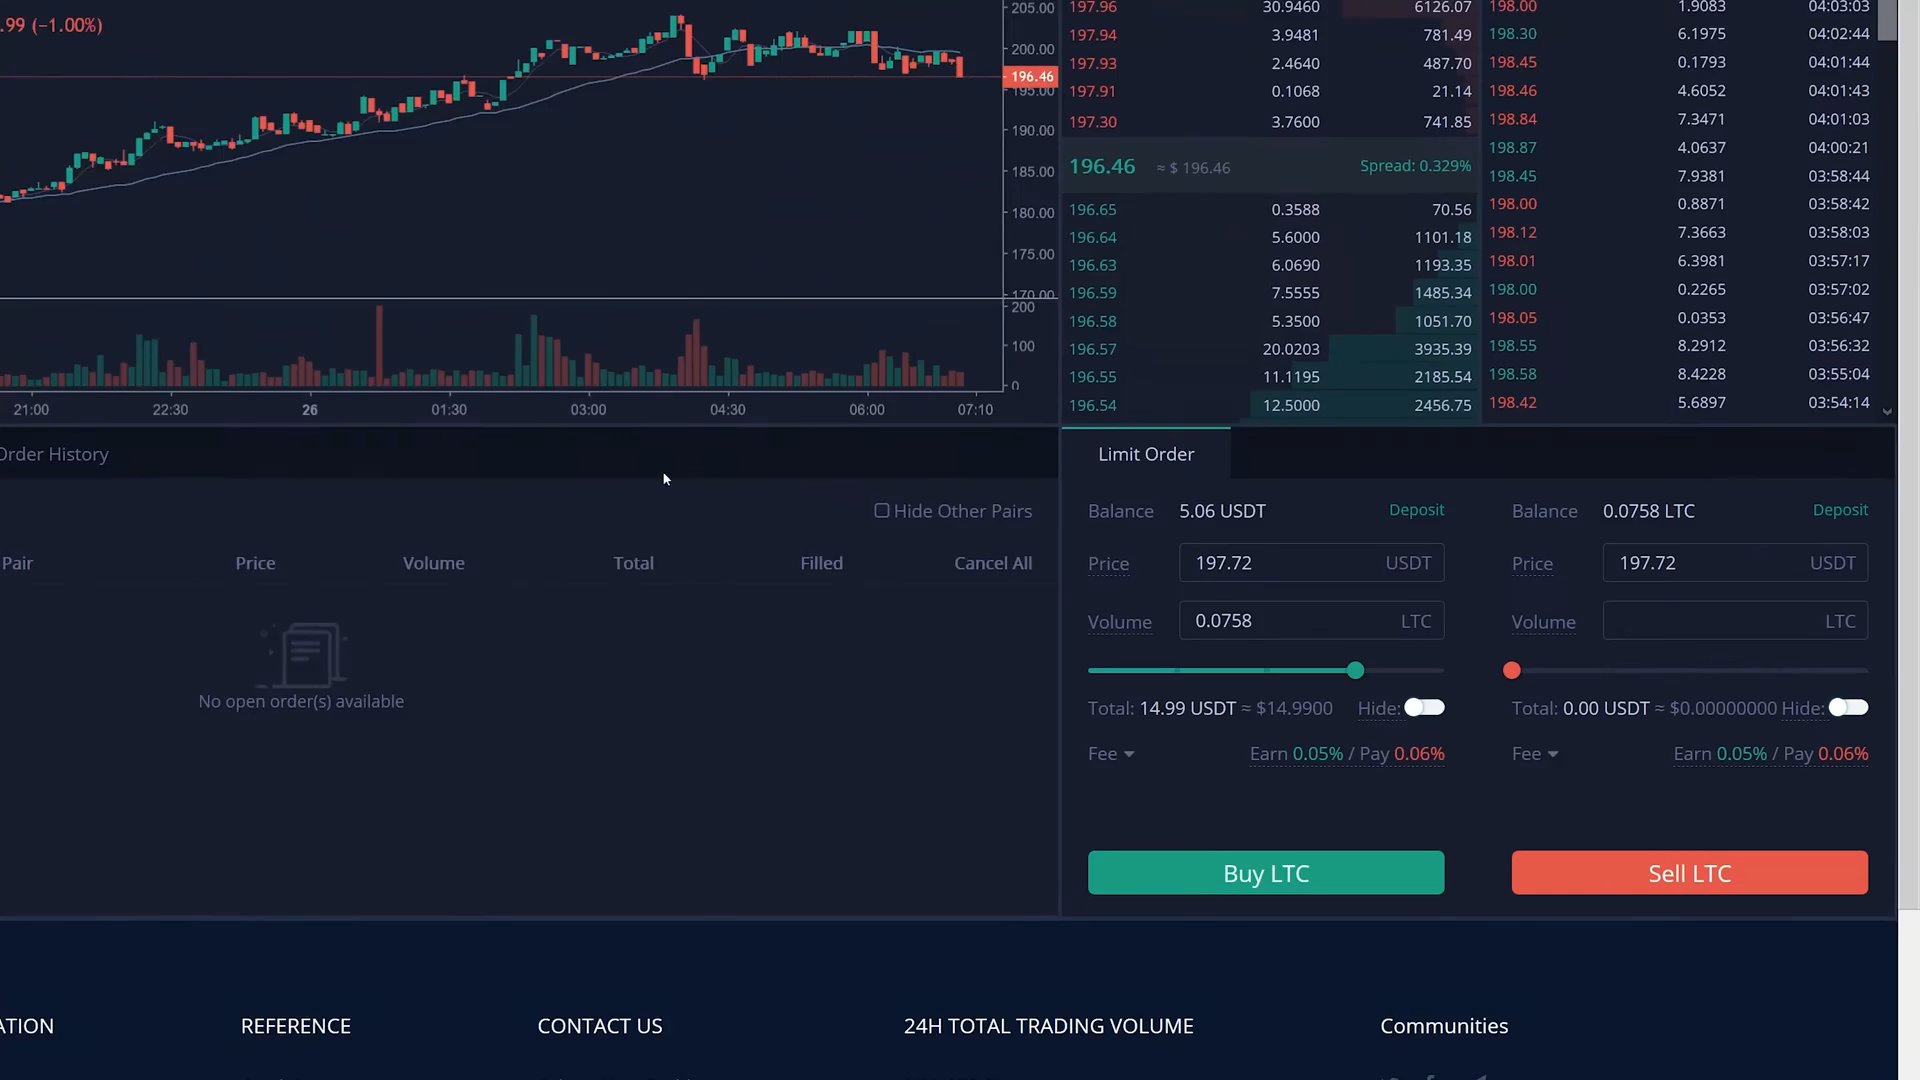 .99 (−1.00%)
205.00
200.00
196.46
195.00
190.00
185.00
180.00
175.00
170.00
200
100
0
21:00 22:30 26 01:30 03:00 04:30 06:00 07:10
197.96 30.9460 6126.07
197.94 3.9481 781.49
197.93 2.4640 487.70
197.91 0.1068 21.14
197.30 3.7600 741.85
196.46 ≈ $ 196.46 Spread: 0.329%
196.65 0.3588 70.56
196.64 5.6000 1101.18
196.63 6.0690 1193.35
196.59 7.5555 1485.34
196.58 5.3500 1051.70
196.57 20.0203 3935.39
196.55 11.1195 2185.54
196.54 12.5000 2456.75
198.00 1.9083 04:03:03
198.30 6.1975 04:02:44
198.45 0.1793 04:01:44
198.46 4.6052 04:01:43
198.84 7.3471 04:01:03
198.87 4.0637 04:00:21
198.45 7.9381 03:58:44
198.00 0.8871 03:58:42
198.12 7.3663 03:58:03
198.01 6.3981 03:57:17
198.00 0.2265 03:57:02
198.05 0.0353 03:56:47
198.55 8.2912 03:56:32
198.58 8.4228 03:55:04
198.42 5.6897 03:54:14
Order History
Hide Other Pairs
Pair Price Volume Total Filled Cancel All
No open order(s) available
Limit Order
Balance 5.06 USDT Deposit
Price 197.72 USDT
Volume 0.0758 LTC
Total: 14.99 USDT ≈ $14.9900 Hide:
Fee Earn 0.05% / Pay 0.06%
Buy LTC
Balance 0.0758 LTC Deposit
Price 197.72 USDT
Volume LTC
Total: 0.00 USDT ≈ $0.00000000 Hide:
Fee Earn 0.05% / Pay 0.06%
Sell LTC
ATION REFERENCE CONTACT US 24H TOTAL TRADING VOLUME Communities